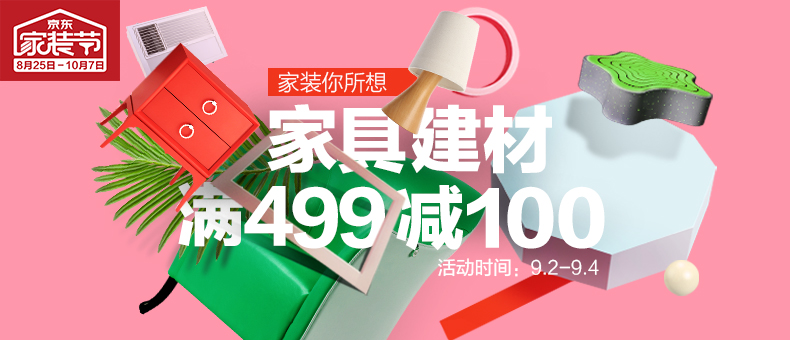 京东
家装节
8月25日-10月7日
家装你所想
家具建材
满499减100
活动时间：9.2-9.4